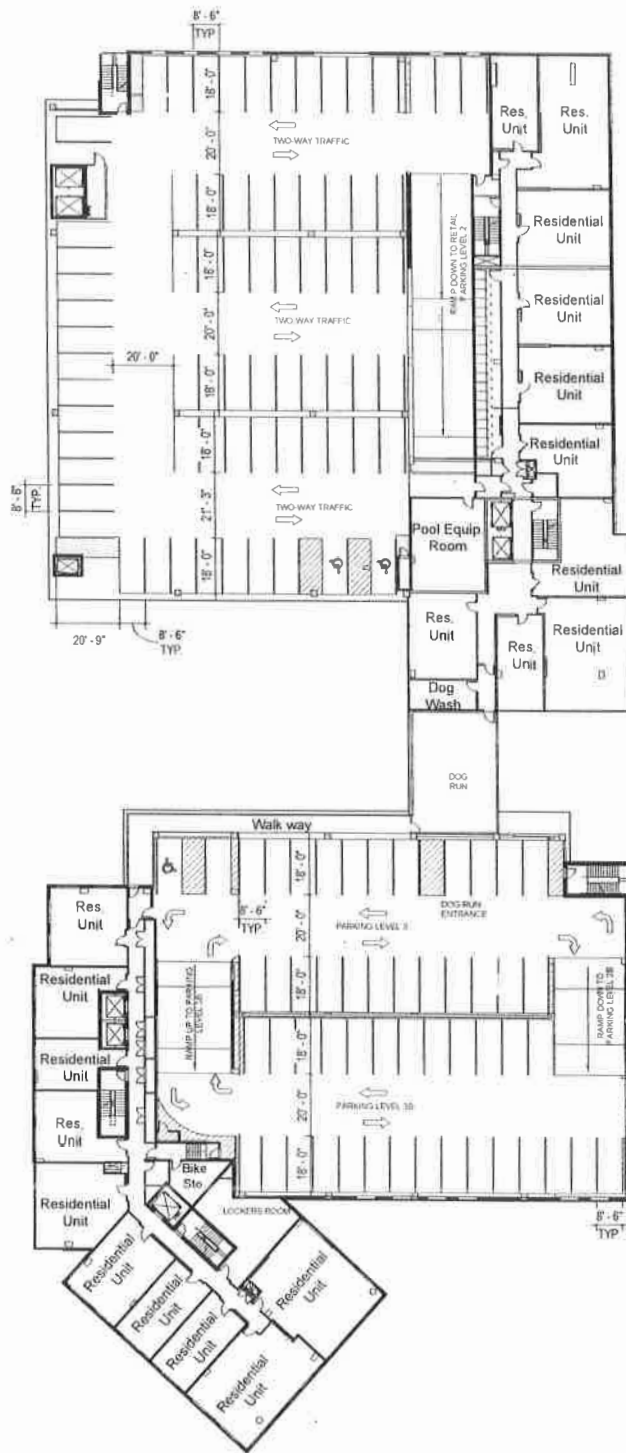 8' - 6"
TYP
18' - 0"
Res.
Unit
Res.
Unit
TWO-WAY TRAFFIC
20' - 0"
18' - 0"
RAMP DOWN TO RETAIL
PARKING LEVEL 2
Residential
Unit
18' - 0"
TWO-WAY TRAFFIC
20' - 0"
Residential
Unit
20' - 0"
18' - 0"
Residential
Unit
18' - 0"
Residential
Unit
8' - 6"
TYP.
TWO-WAY TRAFFIC
21' - 3"
Pool Equip
Room
18' - 0"
Residential
Unit
20' - 9"
8' - 6"
TYP.
Res.
Unit
Res.
Unit
Residential
Unit
Dog
Wash
DOG
RUN
Walk way
18' - 0"
Res.
Unit
8' - 6"
TYP
PARKING LEVEL 3
20' - 0"
DOG RUN
ENTRANCE
Residential
Unit
RAMP UP TO PARKING
18' - 0"
RAMP DOWN TO
PARKING LEVEL 2B
Residential
Unit
18' - 0"
Res.
Unit
PARKING LEVEL 3B
20' - 0"
Residential
Unit
Bike
Sto
18' - 0"
LOCKERS ROOM
8' - 6"
TYP
Residential
Unit
Residential
Unit
Residential
Unit
Residential
Unit
Residential
Unit